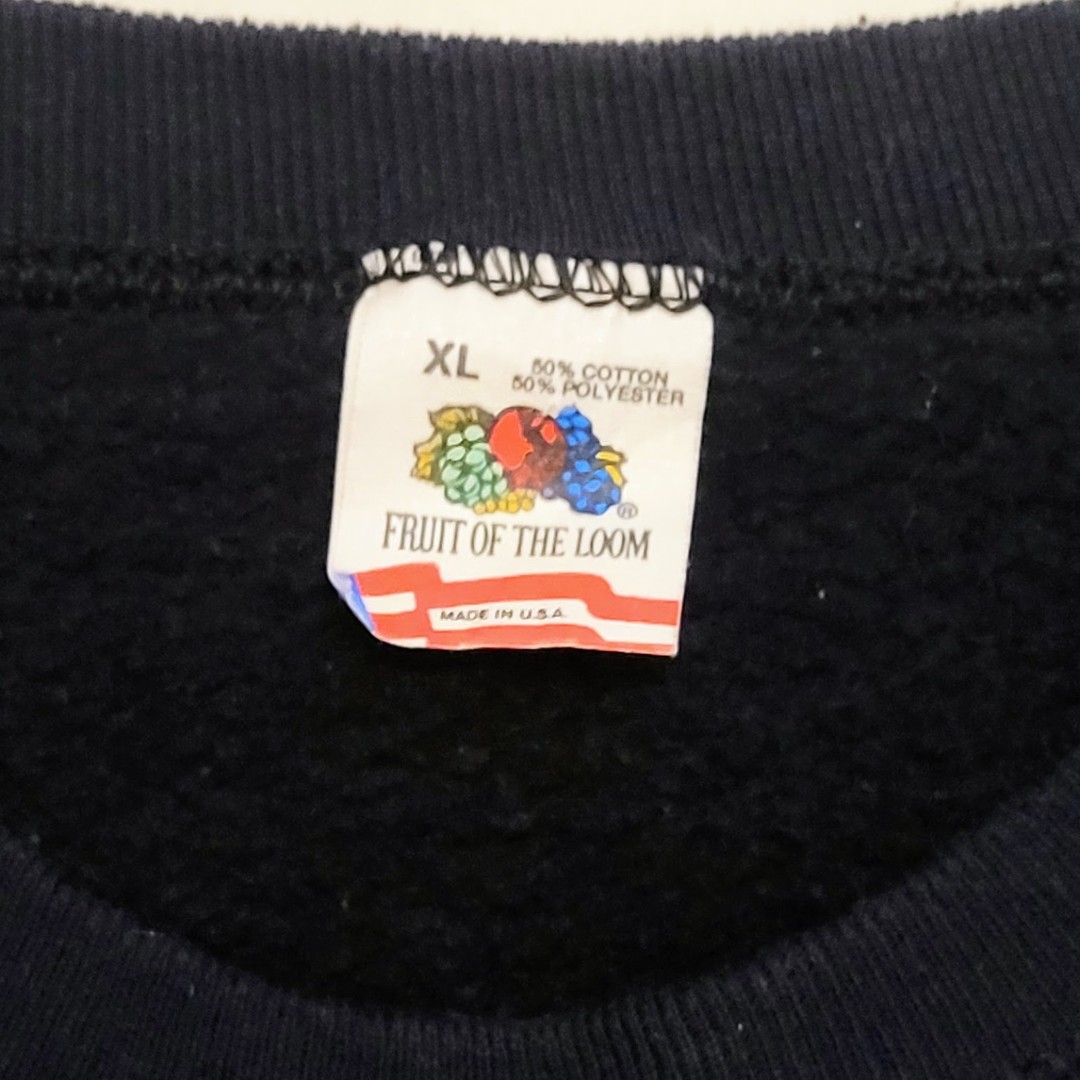 XL
50% COTTON
50% POLYESTER
®
FRUIT OF THE LOOM
MADE IN U.S.A.